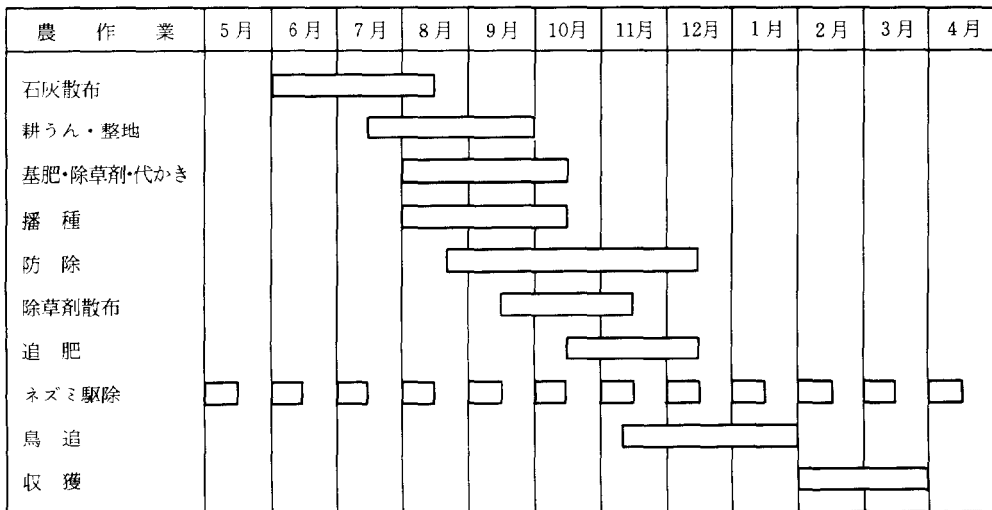 農作業 5月 6月 7月 8月 9月 10月 11月 12月 1月 2月 3月 4月
石灰散布
耕うん・整地
基肥・除草剤・代かき
播種
防除
除草剤散布
追肥
ネズミ駆除
鳥追
収獲